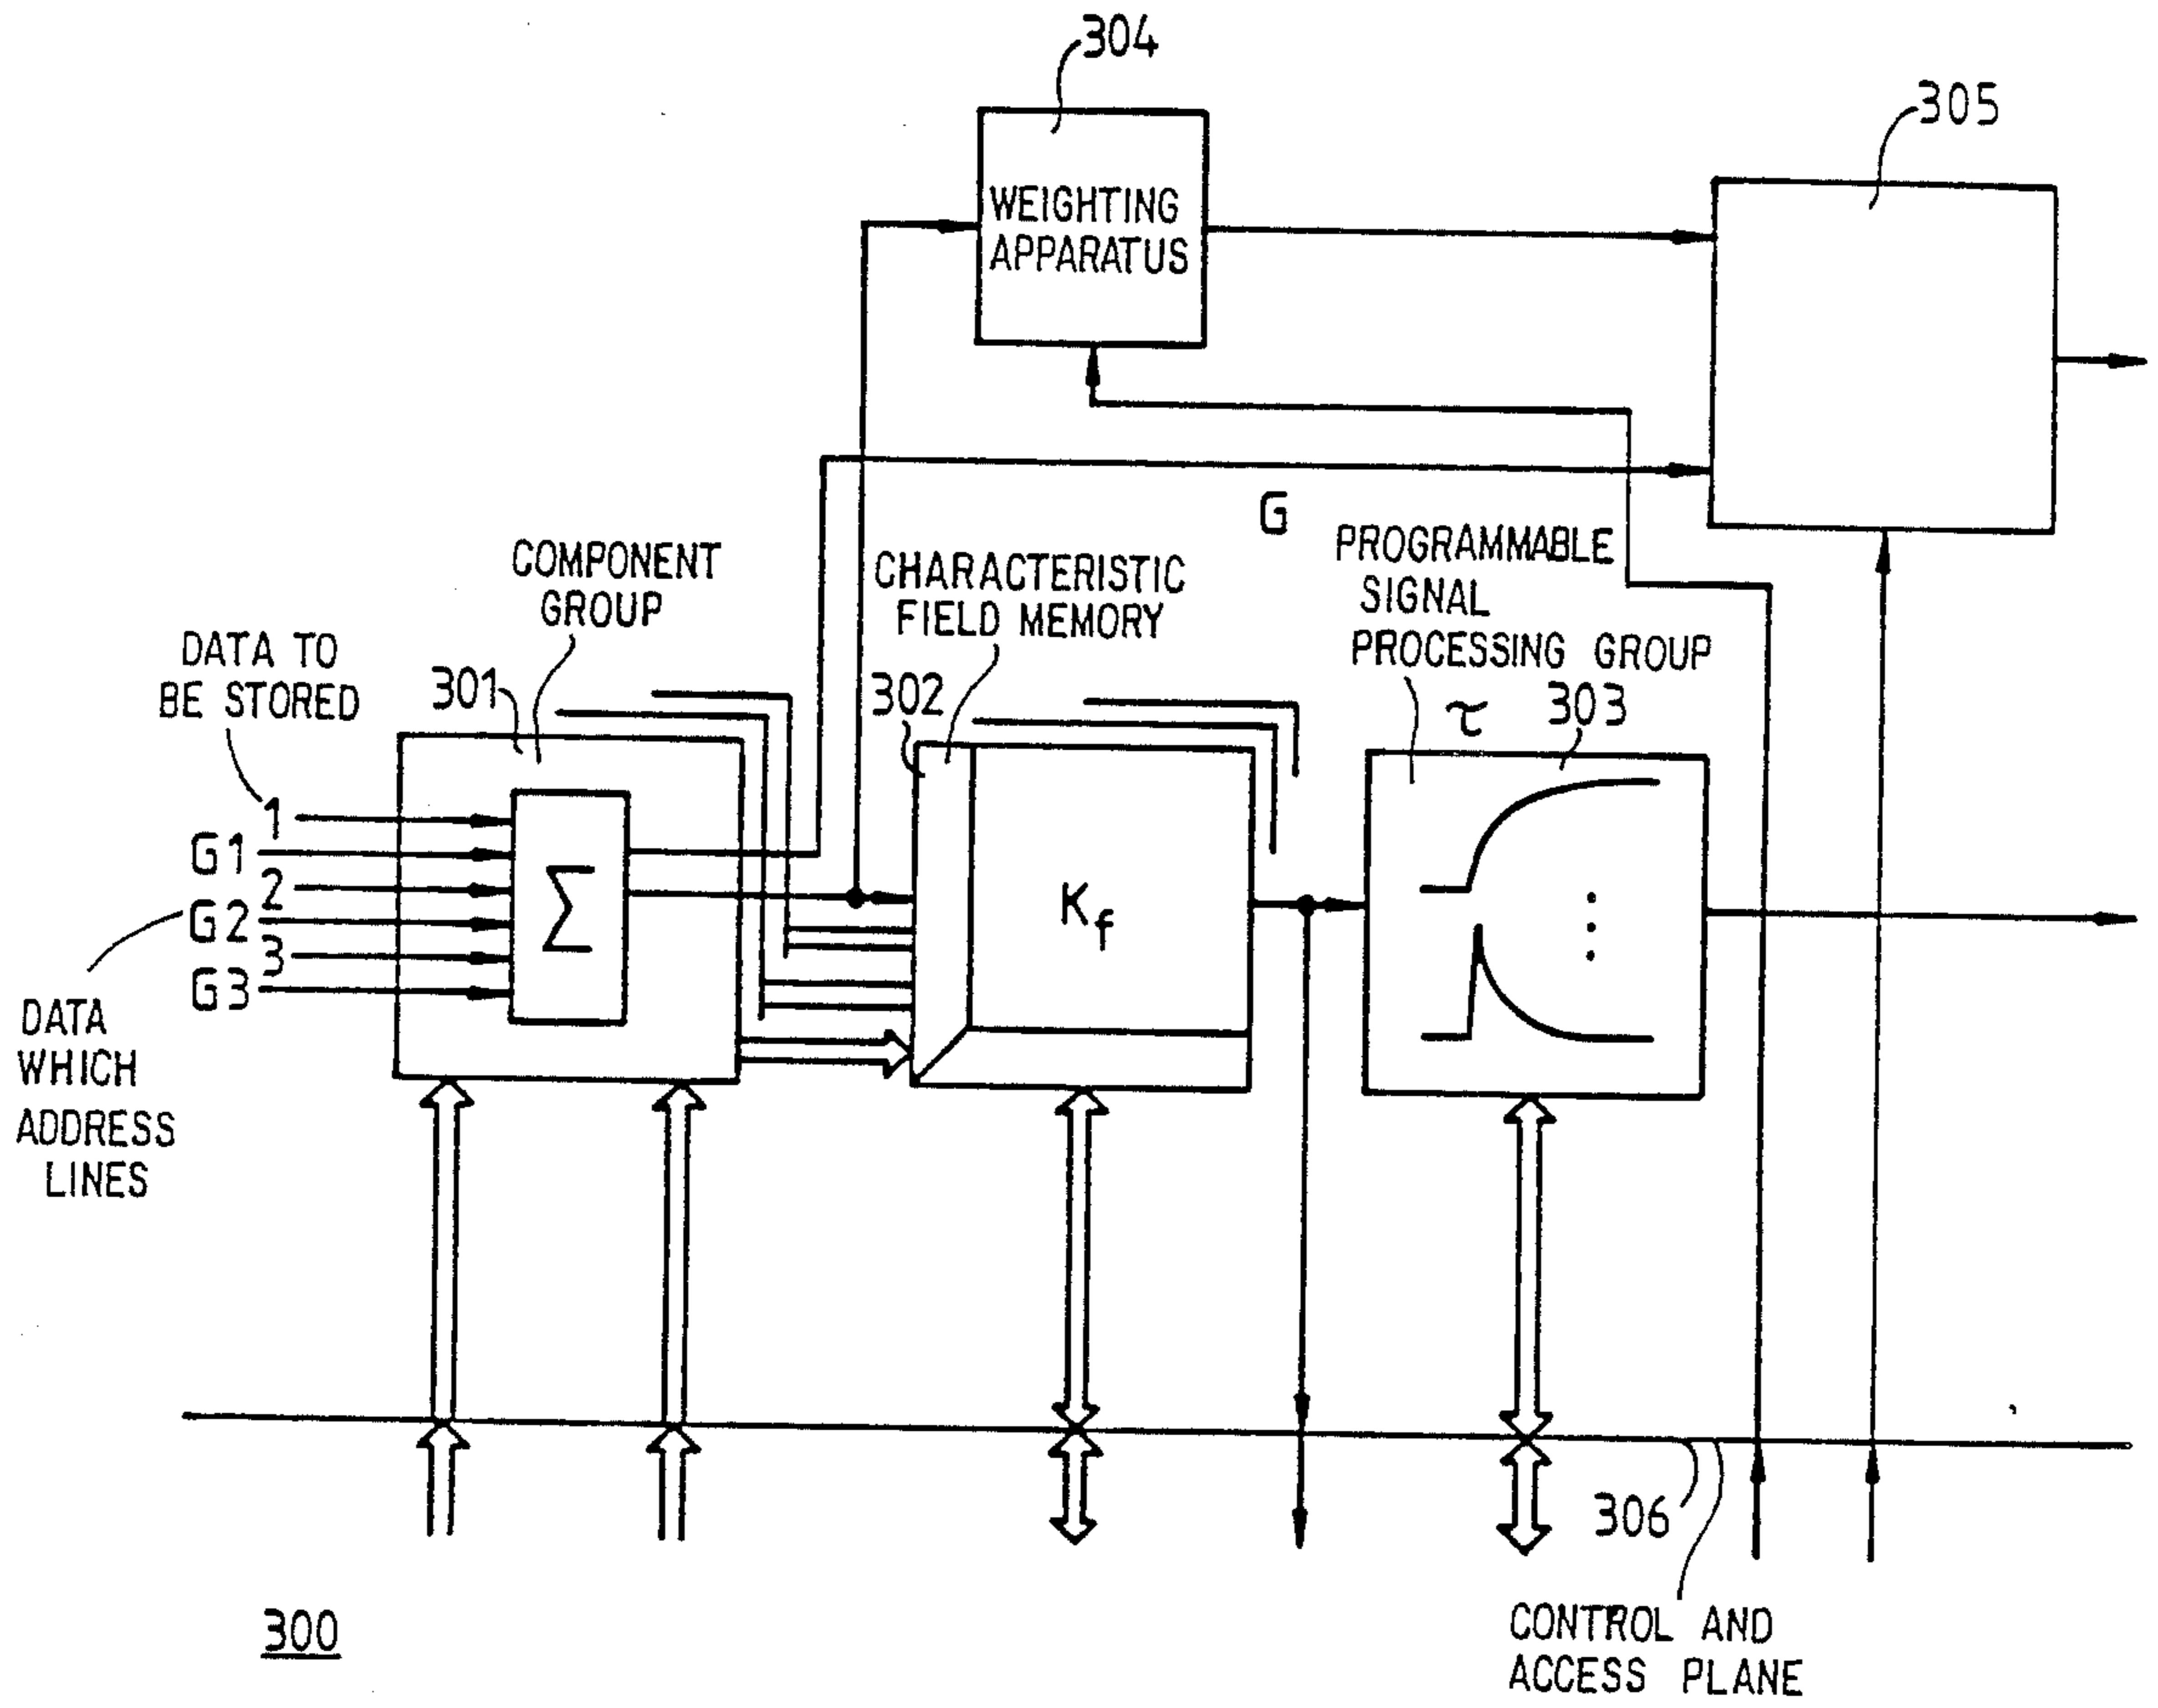 304
305
WEIGHTING
APPARATUS
G
COMPONENT
GROUP
CHARACTERISTIC
FIELD MEMORY
PROGRAMMABLE
SIGNAL
PROCESSING GROUP
DATA TO
BE STORED
301
302
τ
303
1
G1
2
G2
3
G3
Σ
Kf
DATA
WHICH
ADDRESS
LINES
306
300
CONTROL AND
ACCESS PLANE